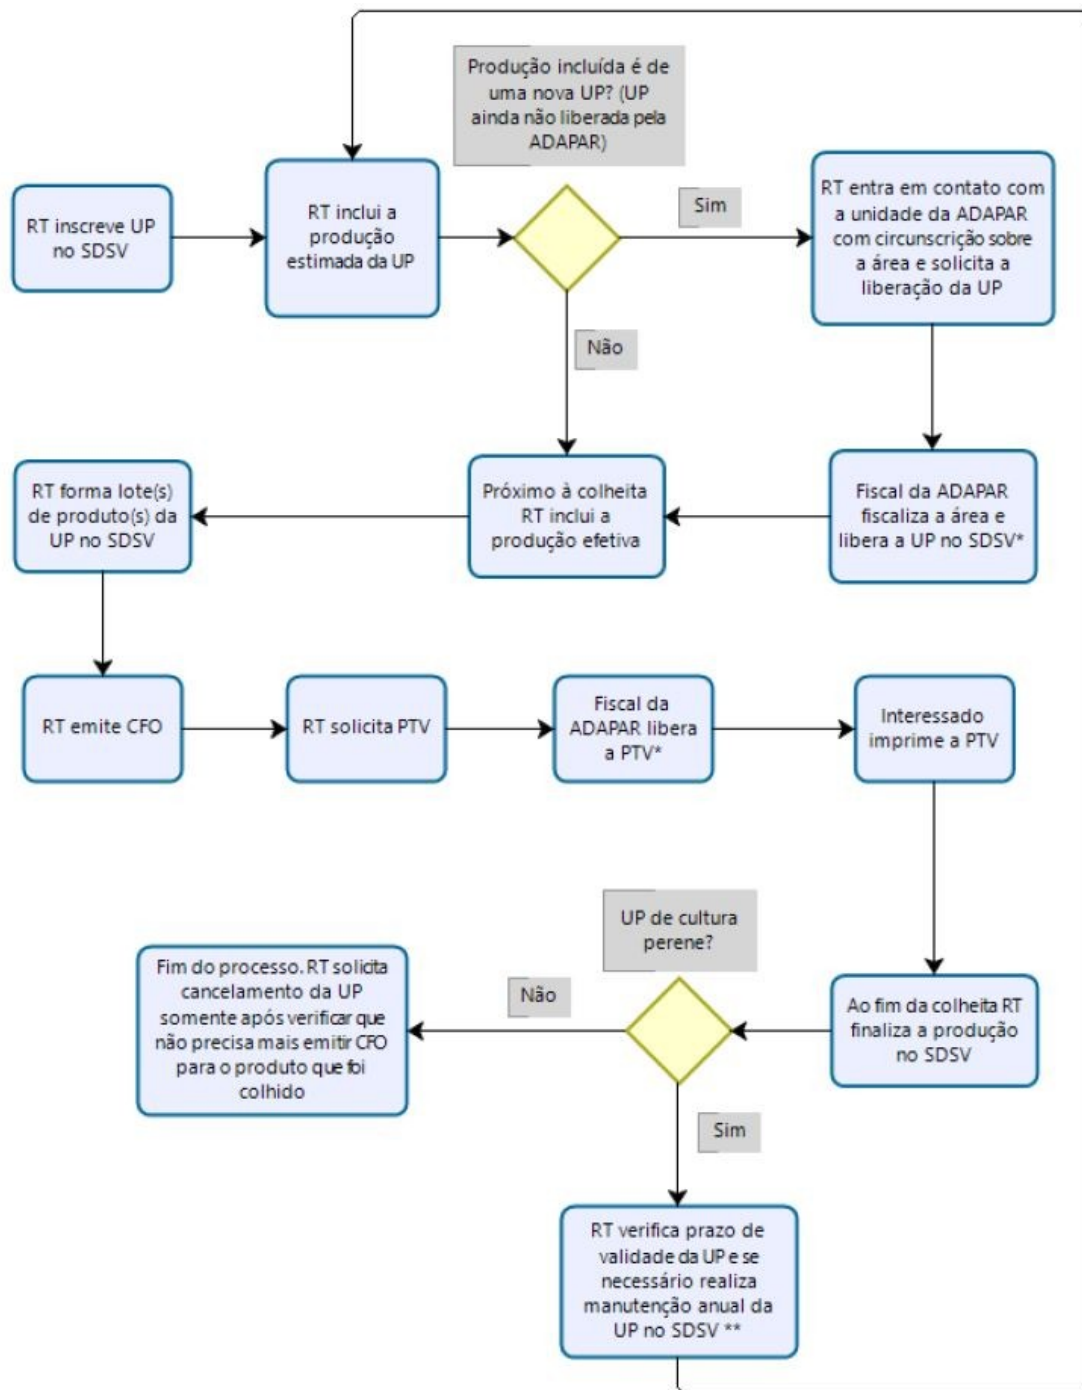 Produção incluída é de
uma nova UP? (UP
ainda não liberada pela
ADAPAR)
RT inscreve UP
no SDSV
RT inclui a
produção
estimada da UP
Sim
RT entra em contato com
a unidade da ADAPAR
com circunscrição sobre
a área e solicita a
liberação da UP
Não
RT forma lote(s)
de produto(s) da
UP no SDSV
Próximo à colheita
RT inclui a
produção efetiva
Fiscal da ADAPAR
fiscaliza a área e
libera a UP no SDSV*
RT emite CFO
RT solicita PTV
Fiscal da
ADAPAR libera
a PTV*
Interessado
imprime a PTV
UP de cultura
perene?
Fim do processo. RT solicita
cancelamento da UP
somente após verificar que
não precisa mais emitir CFO
para o produto que foi
colhido
Não
Ao fim da colheita RT
finaliza a produção
no SDSV
Sim
RT verifica prazo de
validade da UP e se
necessário realiza
manutenção anual da
UP no SDSV **